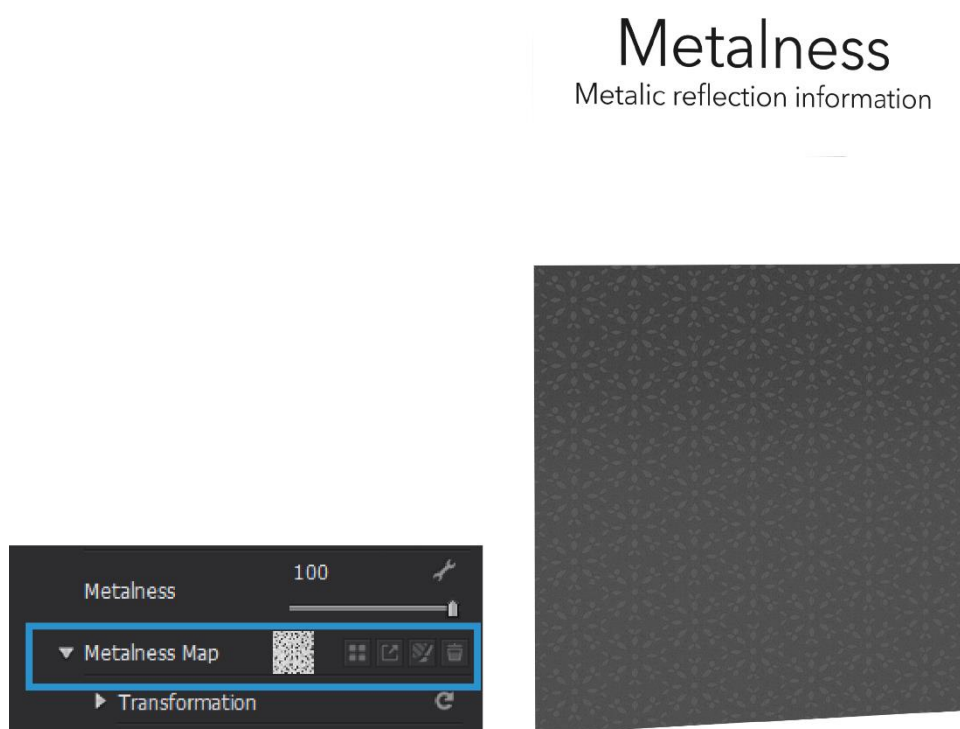 Metalness
Metalic reflection information
Metalness 100
Metalness Map
Transformation